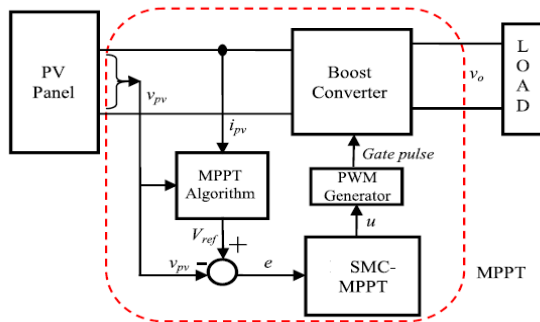 PV
Panel
v_pv
i_pv
Boost
Converter
v_o
L
O
A
D
Gate pulse
MPPT
Algorithm
PWM
Generator
V_ref
+
u
-
v_pv
e
SMC-
MPPT
MPPT